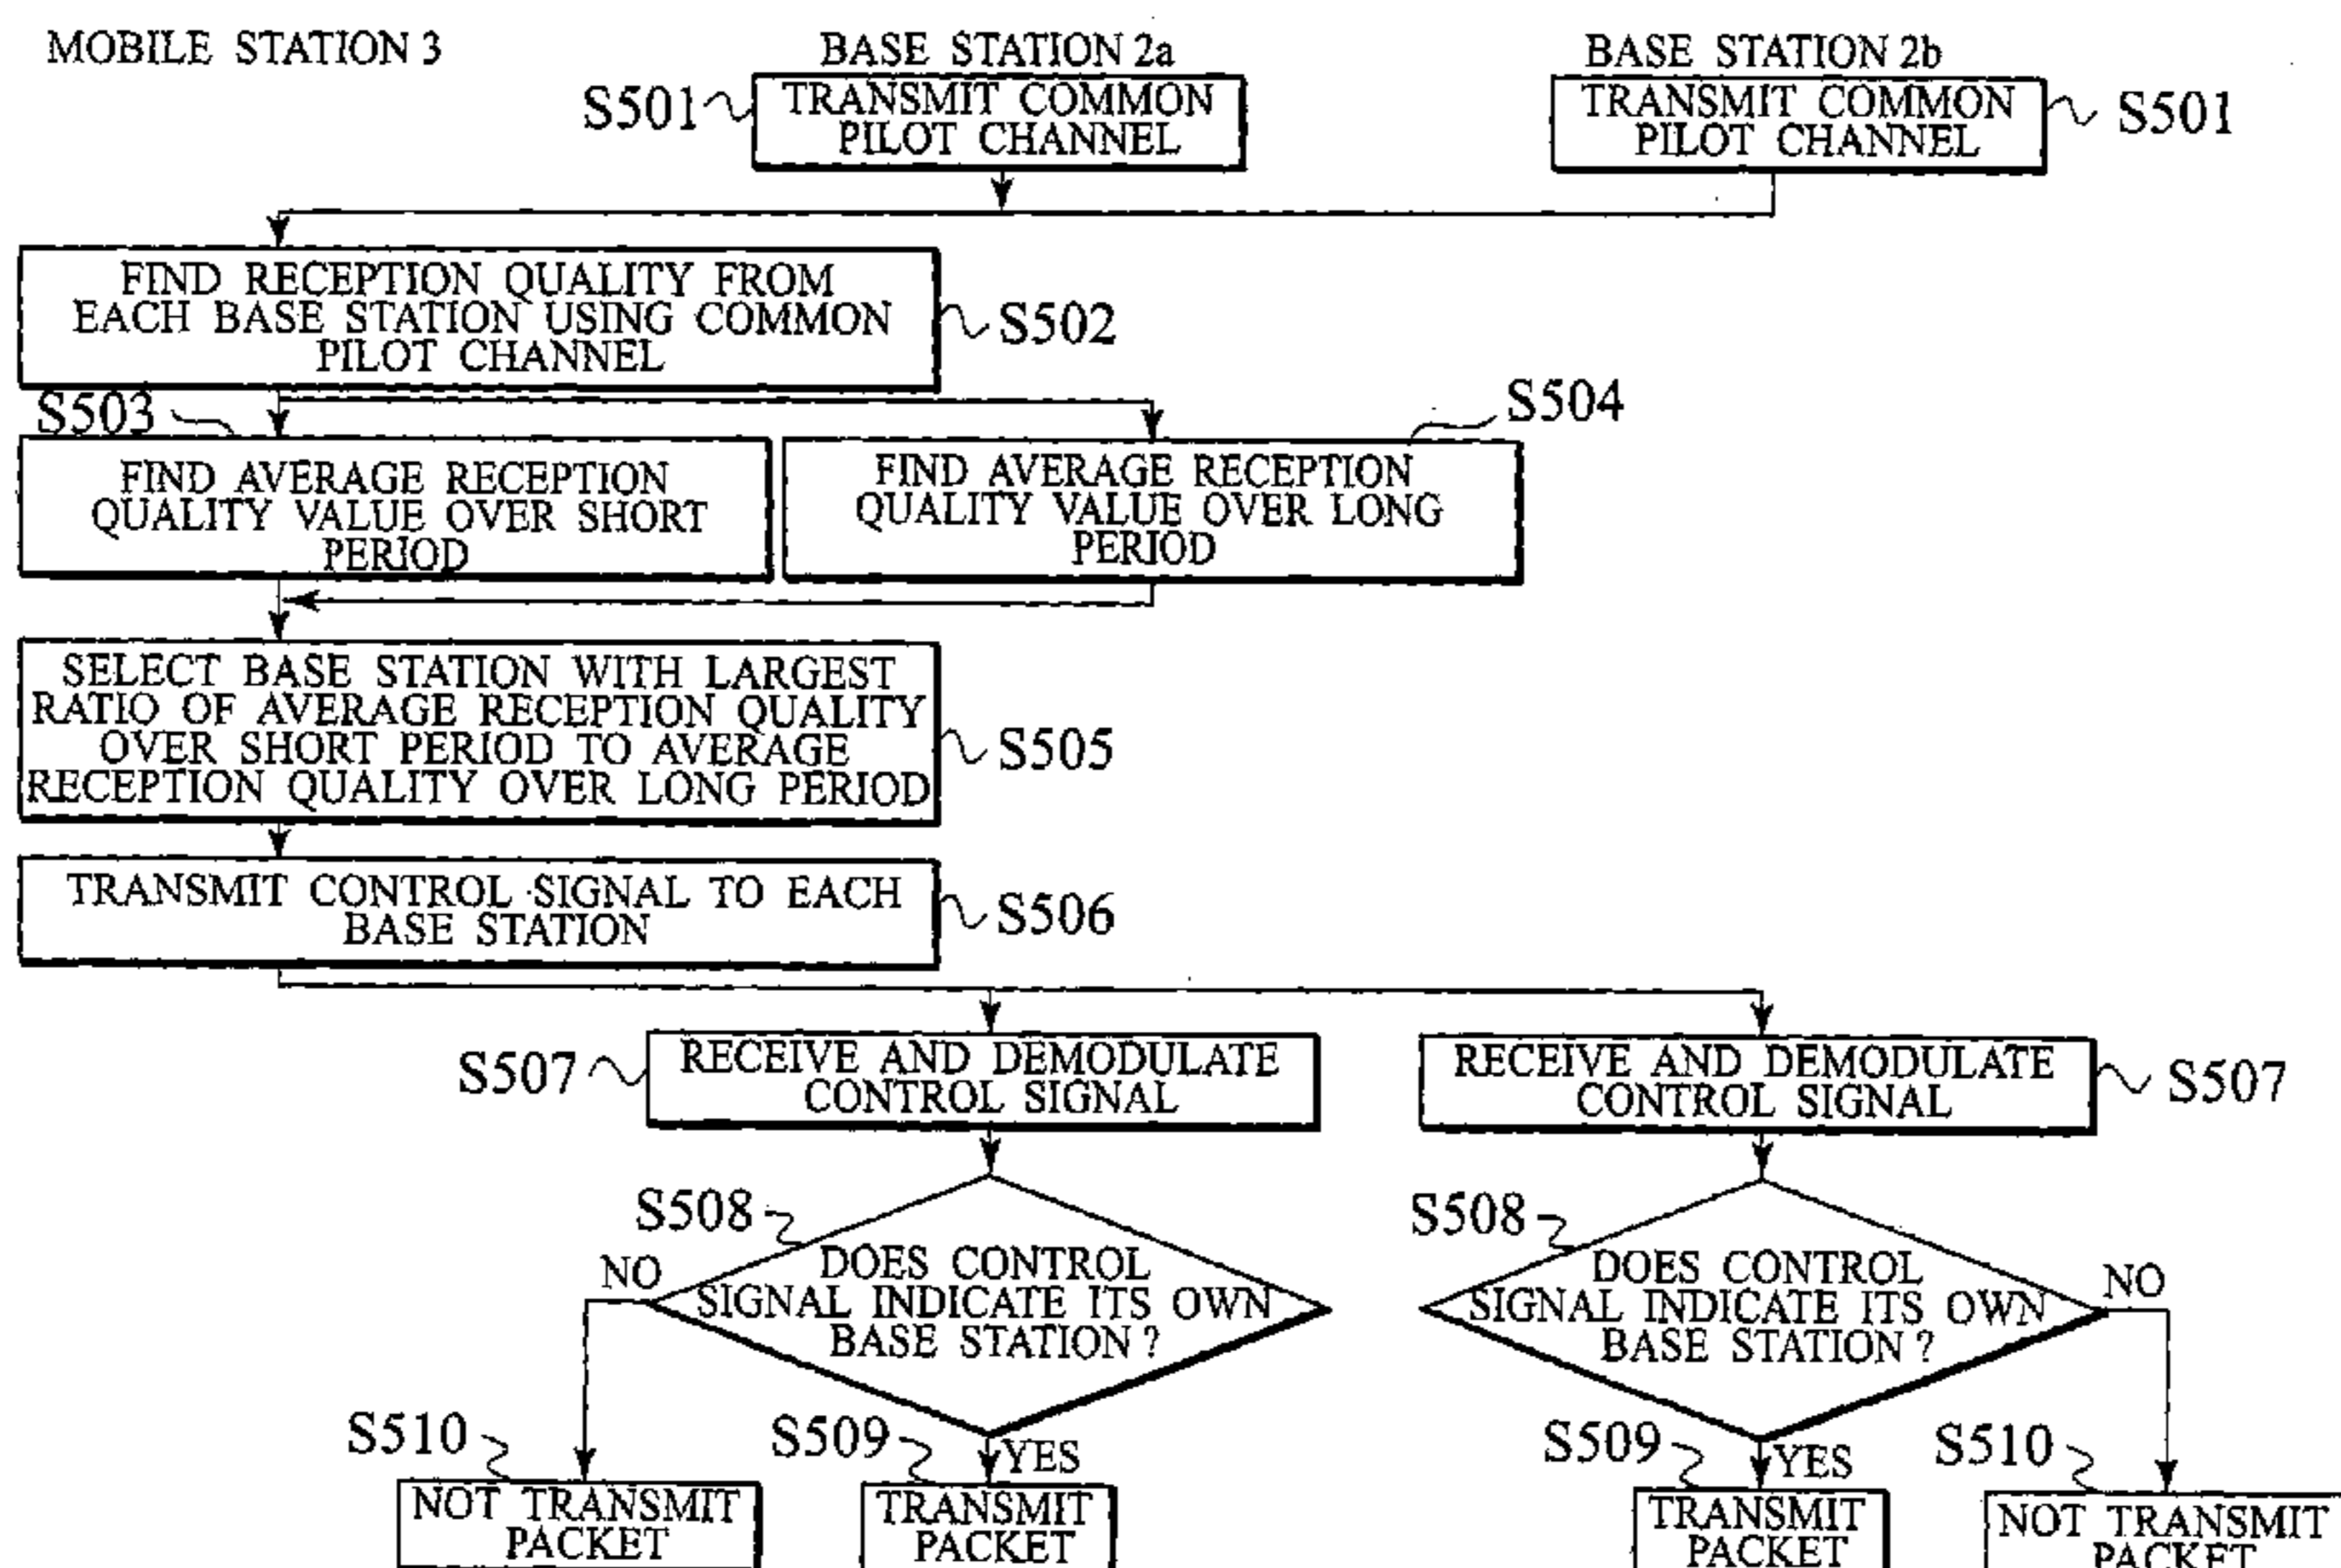 MOBILE STATION 3
BASE STATION 2a
BASE STATION 2b
S501
TRANSMIT COMMON
PILOT CHANNEL
TRANSMIT COMMON
PILOT CHANNEL
S501
FIND RECEPTION QUALITY FROM
EACH BASE STATION USING COMMON
PILOT CHANNEL
S502
S503
S504
FIND AVERAGE RECEPTION
QUALITY VALUE OVER SHORT
PERIOD
FIND AVERAGE RECEPTION
QUALITY VALUE OVER LONG
PERIOD
SELECT BASE STATION WITH LARGEST
RATIO OF AVERAGE RECEPTION QUALITY
OVER SHORT PERIOD TO AVERAGE
RECEPTION QUALITY OVER LONG PERIOD
S505
TRANSMIT CONTROL SIGNAL TO EACH
BASE STATION
S506
S507
RECEIVE AND DEMODULATE
CONTROL SIGNAL
RECEIVE AND DEMODULATE
CONTROL SIGNAL
S507
S508
NO
DOES CONTROL
SIGNAL INDICATE ITS OWN
BASE STATION?
S508
DOES CONTROL
SIGNAL INDICATE ITS OWN
BASE STATION?
NO
S510
S509
YES
S509
YES
S510
NOT TRANSMIT
PACKET
TRANSMIT
PACKET
TRANSMIT
PACKET
NOT TRANSMIT
PACKET